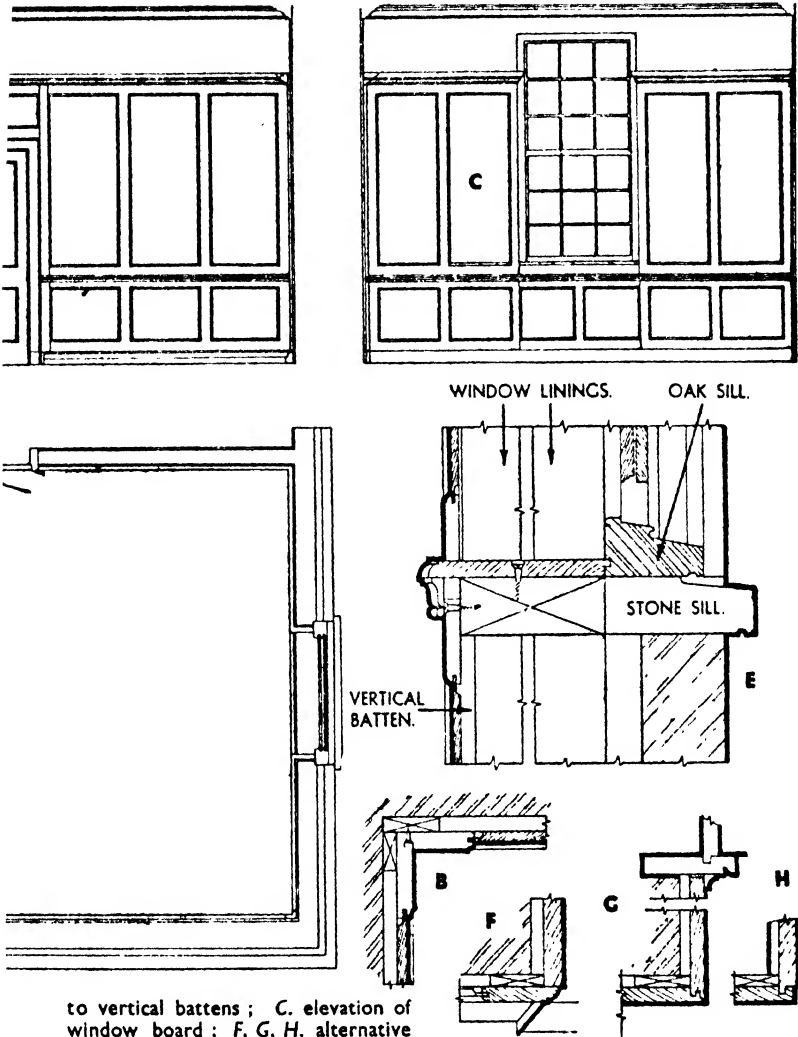 C
WINDOW LININGS.
OAK SILL.
STONE SILL.
E
VERTICAL
BATTEN.
B
F
G
H
to vertical battens ; C. elevation of
window board ; F, G, H, alternative